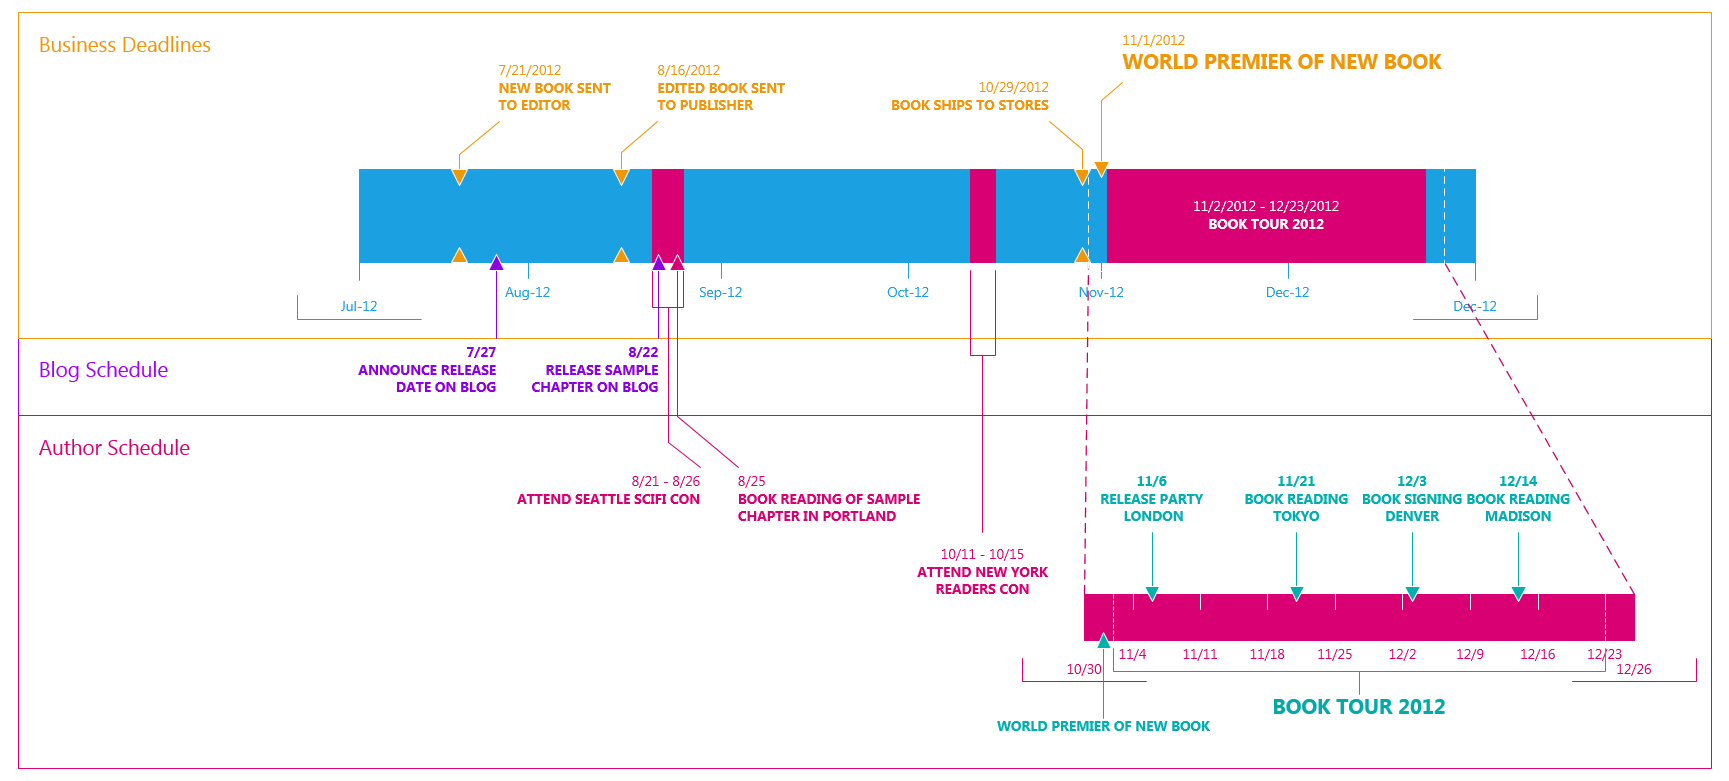 Business Deadlines
11/1/2012
WORLD PREMIER OF NEW BOOK
7/21/2012
NEW BOOK SENT
TO EDITOR
8/16/2012
EDITED BOOK SENT
TO PUBLISHER
10/29/2012
BOOK SHIPS TO STORES
11/2/2012 - 12/23/2012
BOOK TOUR 2012
Jul-12
Aug-12
Sep-12
Oct-12
Nov-12
Dec-12
Dec-12
Blog Schedule
7/27
ANNOUNCE RELEASE
DATE ON BLOG
8/22
RELEASE SAMPLE
CHAPTER ON BLOG
Author Schedule
8/21 - 8/26
ATTEND SEATTLE SCIFI CON
8/25
BOOK READING OF SAMPLE
CHAPTER IN PORTLAND
10/11 - 10/15
ATTEND NEW YORK
READERS CON
11/6
RELEASE PARTY
LONDON
11/21
BOOK READING
TOKYO
12/3
BOOK SIGNING
DENVER
12/14
BOOK READING
MADISON
10/30
11/4
11/11
11/18
11/25
12/2
12/9
12/16
12/23
12/26
BOOK TOUR 2012
WORLD PREMIER OF NEW BOOK